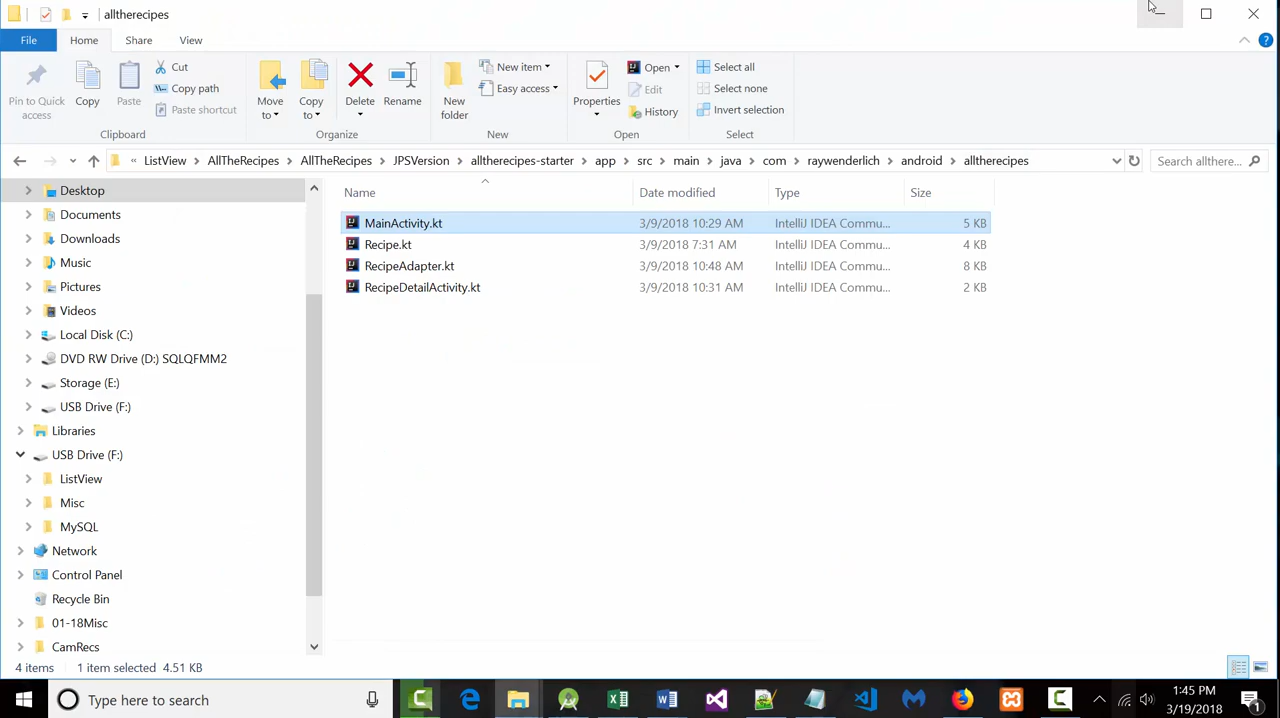 alltherecipes
File Home Share View
Pin to Quick access
Copy
Paste
Cut
Copy path
Paste shortcut
Clipboard
Move to
Copy to
Delete
Rename
Organize
New folder
New item
Easy access
New
Properties
Open
Edit
History
Open
Select all
Select none
Invert selection
Select
« ListView AllTheRecipes AllTheRecipes JPSVersion alltherecipes-starter app src main java com raywenderlich android alltherecipes
Search allthere...
Name Date modified Type Size
MainActivity.kt 3/9/2018 10:29 AM IntelliJ IDEA Commu... 5 KB
Recipe.kt 3/9/2018 7:31 AM IntelliJ IDEA Commu... 4 KB
RecipeAdapter.kt 3/9/2018 10:48 AM IntelliJ IDEA Commu... 8 KB
RecipeDetailActivity.kt 3/9/2018 10:31 AM IntelliJ IDEA Commu... 2 KB
Desktop
Documents
Downloads
Music
Pictures
Videos
Local Disk (C:)
DVD RW Drive (D:) SQLQFMM2
Storage (E:)
USB Drive (F:)
Libraries
USB Drive (F:)
ListView
Misc
MySQL
Network
Control Panel
Recycle Bin
01-18Misc
CamRecs
4 items 1 item selected 4.51 KB
Type here to search
1:45 PM
3/19/2018
1